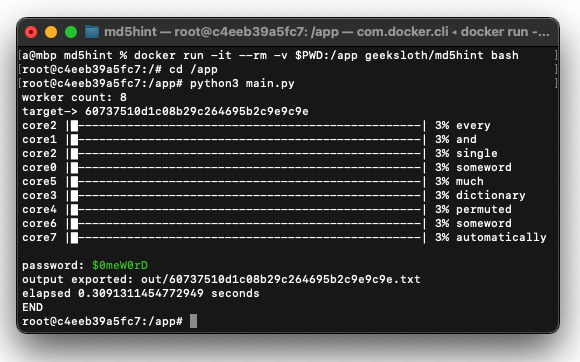 md5hint — root@c4eeb39a5fc7: /app — com.docker.cli ◂ docker run -...
[a@mbp md5hint % docker run -it --rm -v $PWD:/app geeksloth/md5hint bash ]
[root@c4eeb39a5fc7:/# cd /app ]
[root@c4eeb39a5fc7:/app# python3 main.py ]
worker count: 8
target-> 60737510d1c08b29c264695b2c9e9c9e
core2 |█--------------------------------------------------| 3% every
core1 |█--------------------------------------------------| 3% and
core2 |█--------------------------------------------------| 3% single
core0 |█--------------------------------------------------| 3% someword
core5 |█--------------------------------------------------| 3% much
core3 |█--------------------------------------------------| 3% dictionary
core4 |█--------------------------------------------------| 3% permuted
core6 |█--------------------------------------------------| 3% someword
core7 |█--------------------------------------------------| 3% automatically
password: $0meW0rD
output exported: out/60737510d1c08b29c264695b2c9e9c9e.txt
elapsed 0.3091311454772949 seconds
END
root@c4eeb39a5fc7:/app#